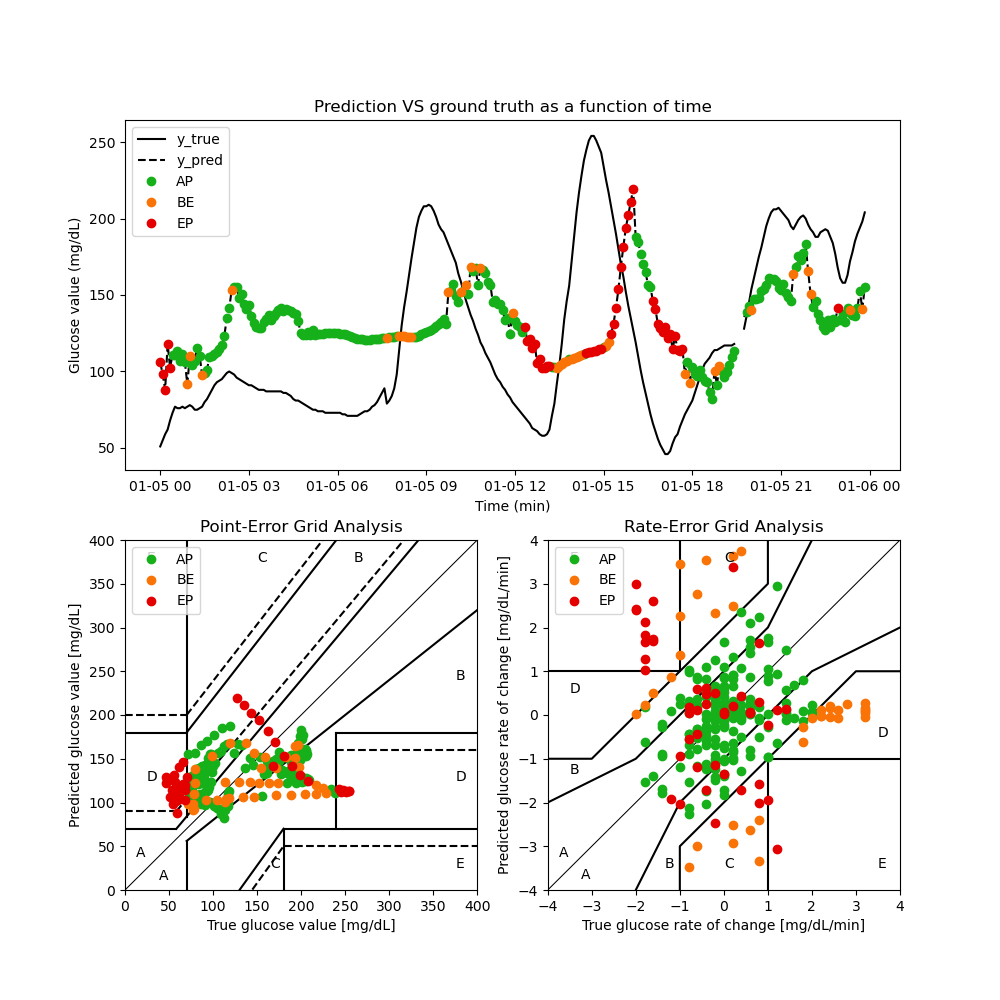 Prediction VS ground truth as a function of time
Glucose value (mg/dL)
250
200
150
100
50
y_true
y_pred
AP
BE
EP
01-05 00 01-05 03 01-05 06 01-05 09 01-05 12 01-05 15 01-05 18 01-05 21 01-06 00
Time (min)
Point-Error Grid Analysis
Predicted glucose value [mg/dL]
400
350
300
250
200
150
100
50
0
AP
BE
EP
C
B
B
D
D
A
A
C
E
0 50 100 150 200 250 300 350 400
True glucose value [mg/dL]
Rate-Error Grid Analysis
Predicted glucose rate of change [mg/dL/min]
4
3
2
1
0
−1
−2
−3
−4
AP
BE
EP
C
D
D
B
A
A
B
C
E
−4 −3 −2 −1 0 1 2 3 4
True glucose rate of change [mg/dL/min]